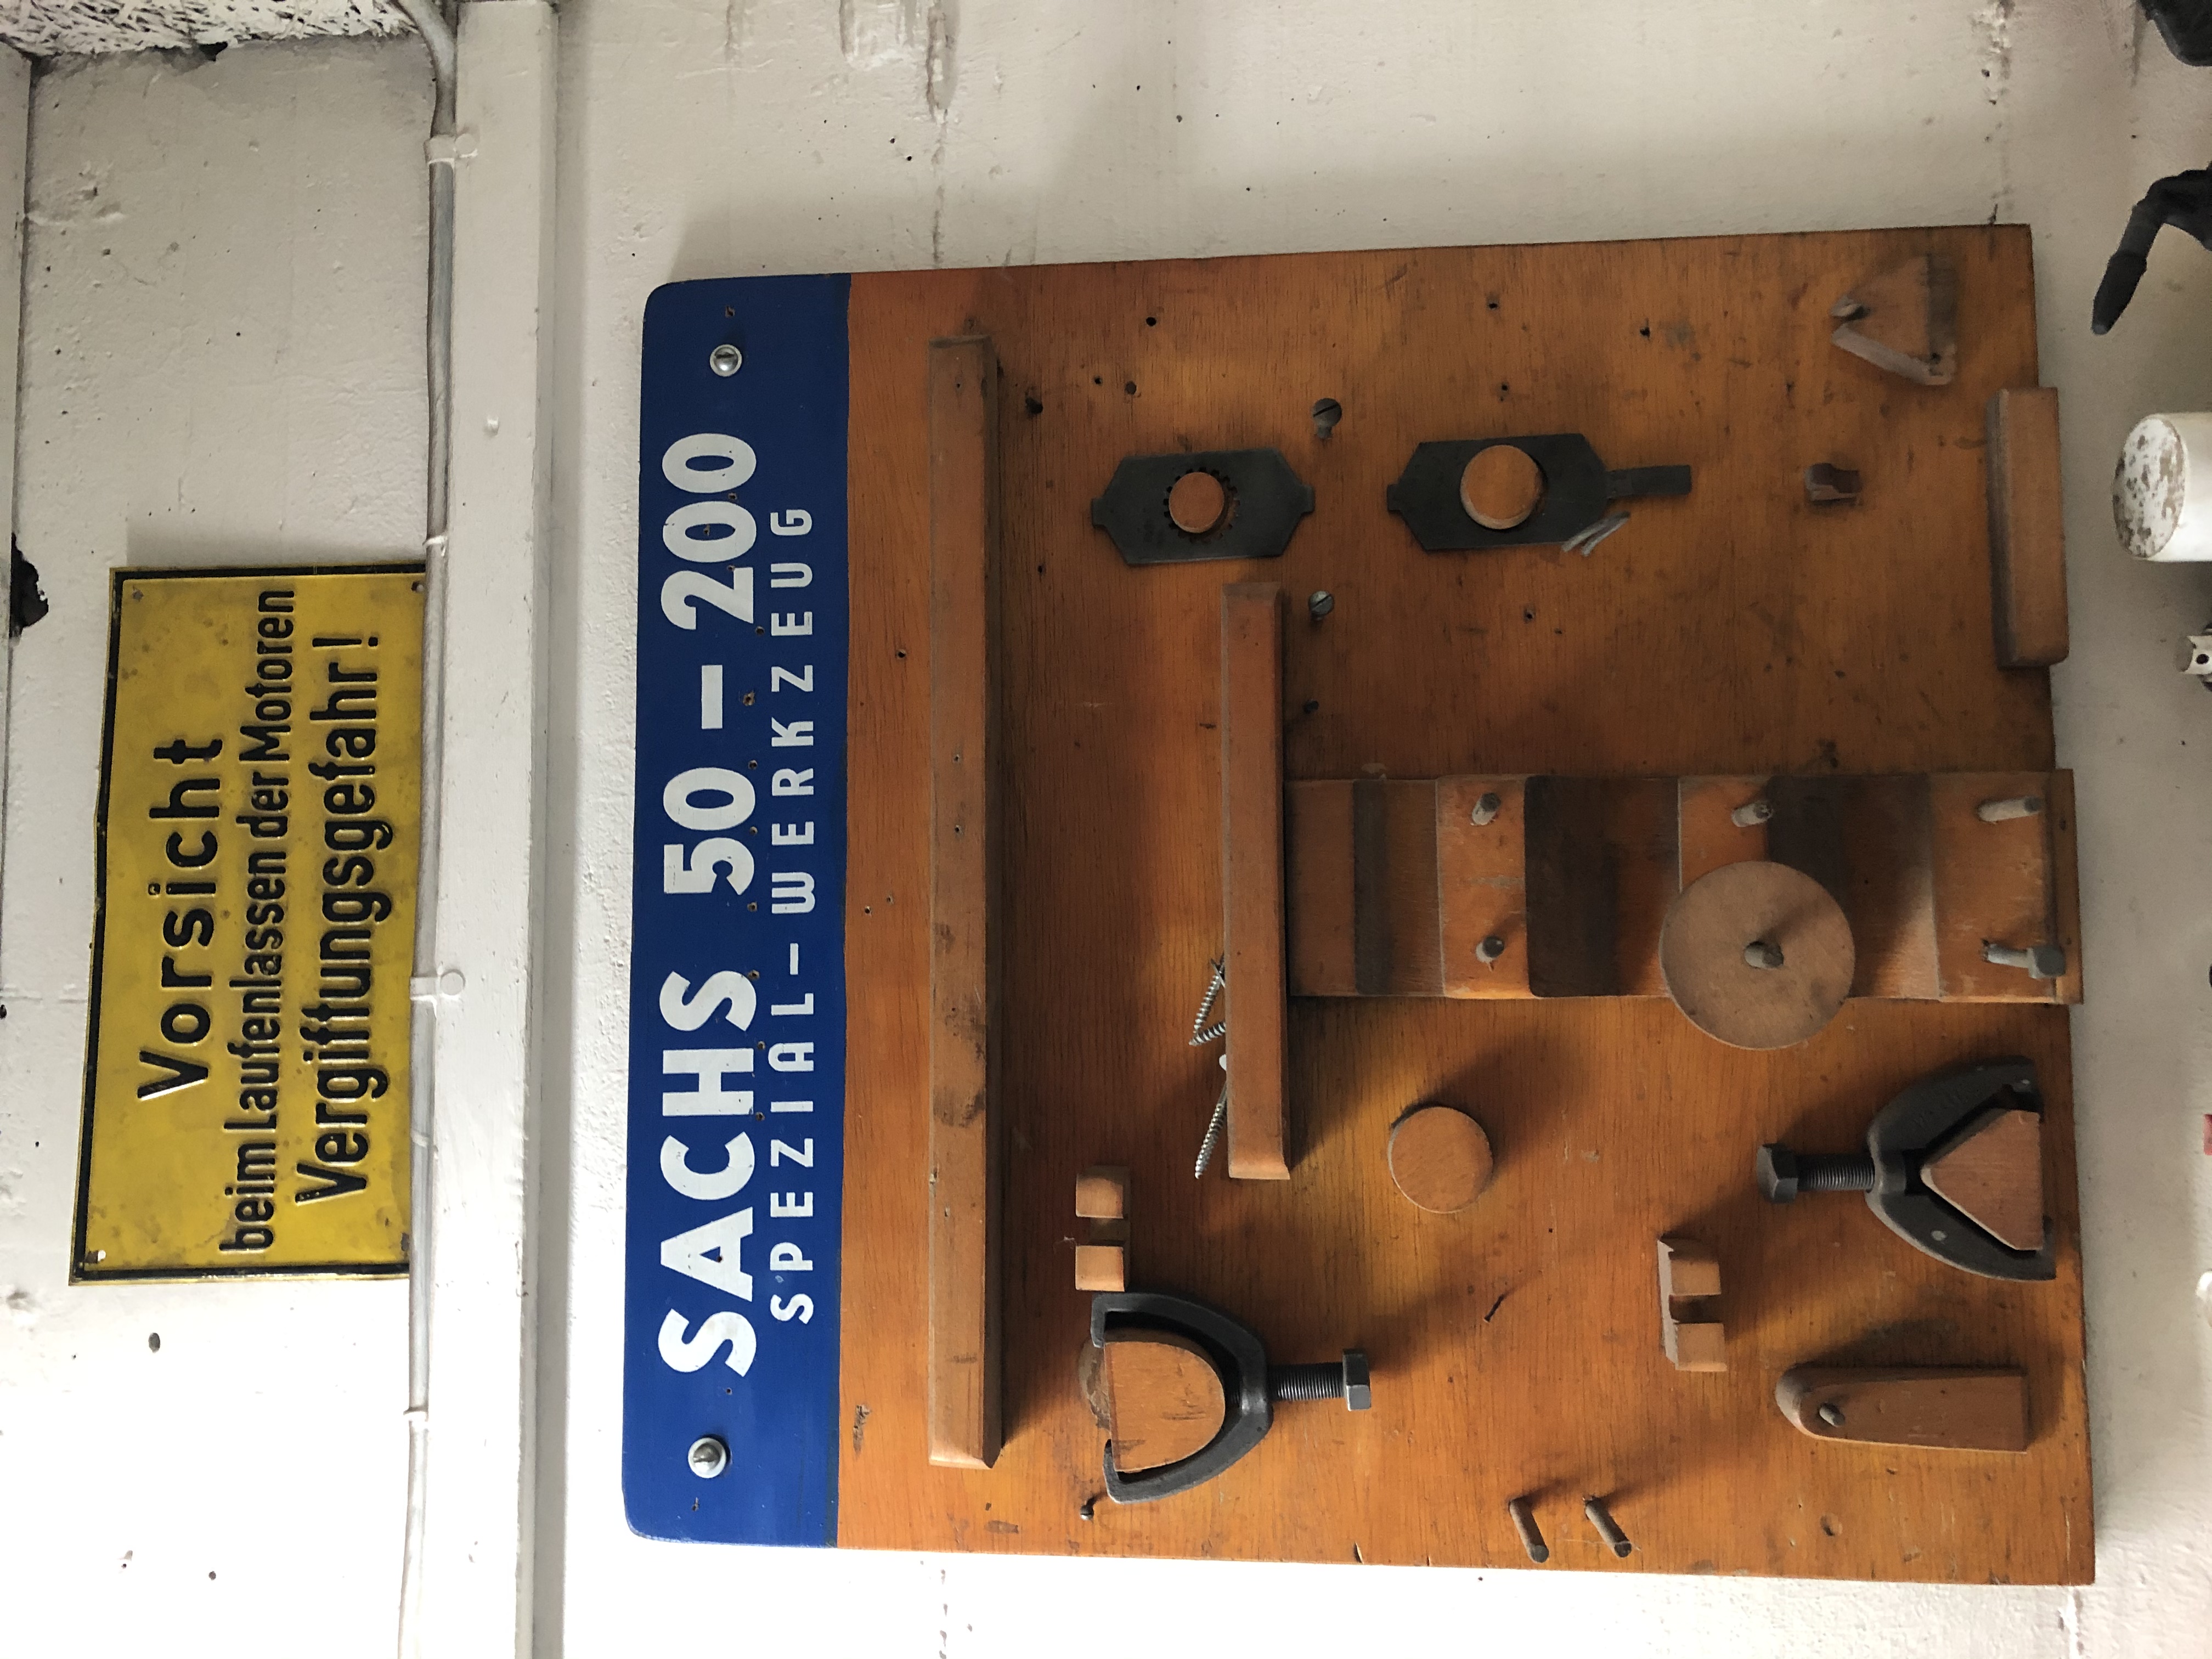 Vorsicht
beim Laufenlassen der Motoren
Vergiftungsgefahr!
SACHS 50 – 200
SPEZIAL-WERKZEUG